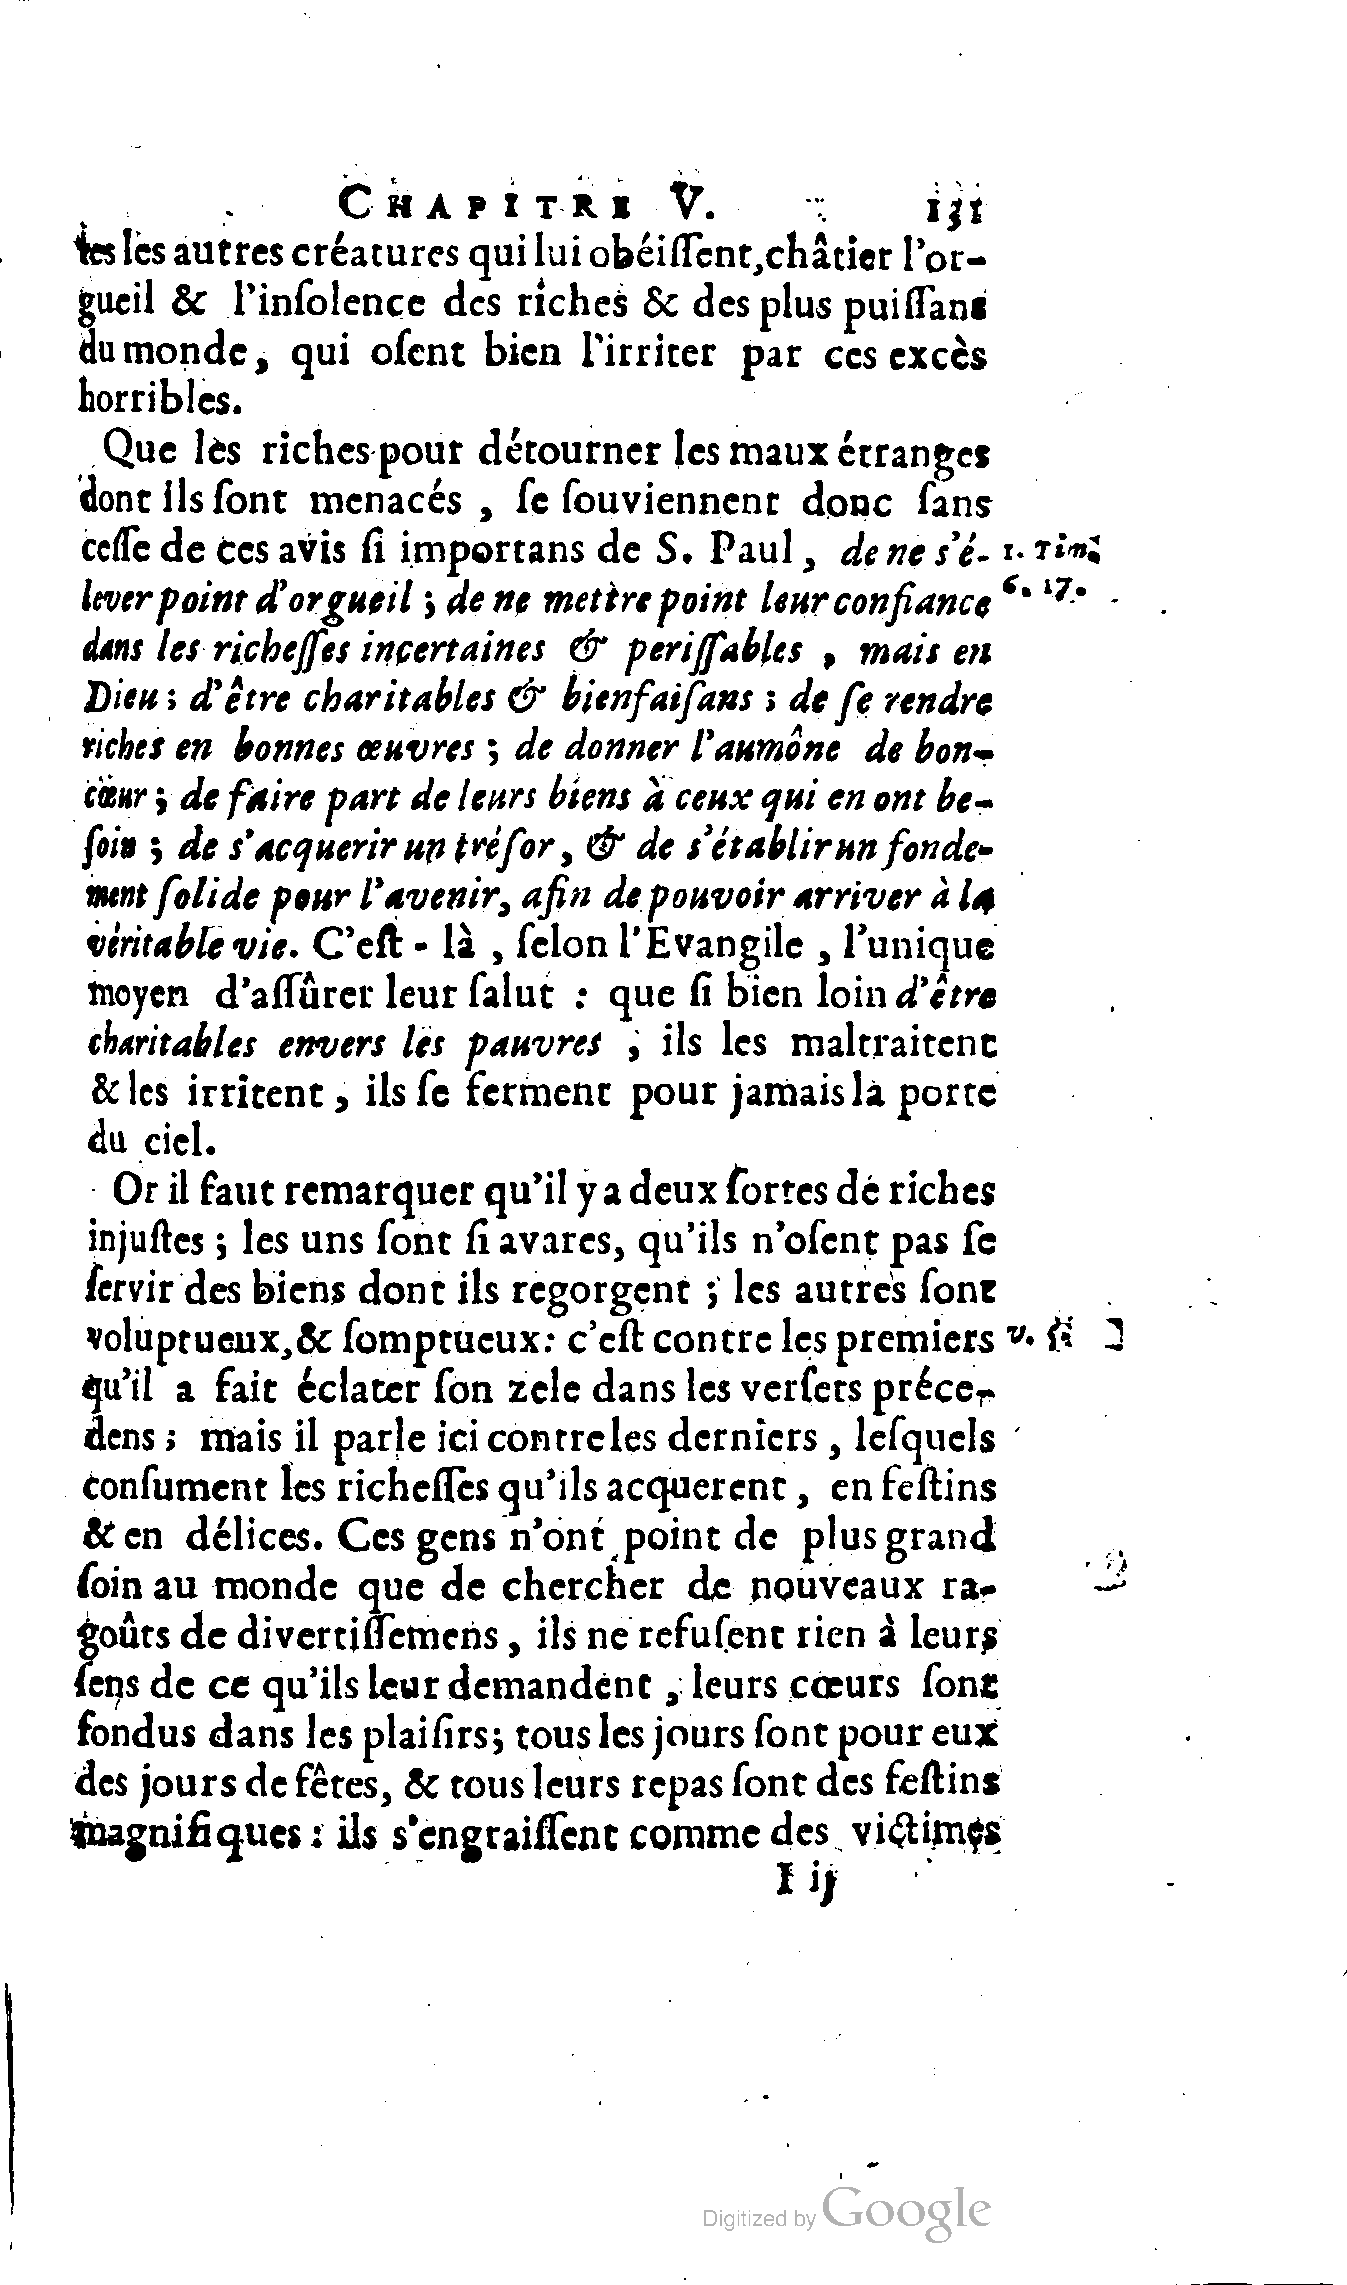 CHAPITRE V. 131
tes les autres créatures qui lui obéiſſent, châtier l'or-
gueil & l'inſolence des riches & des plus puiſſans
du monde, qui oſent bien l'irriter par ces excès
horribles.
Que les riches pour détourner les maux étranges
dont ils ſont menacés, ſe ſouviennent donc ſans
ceſſe de ces avis ſi importans de S. Paul, de ne s'é- 1. Tim.
lever point d'orgueil ; de ne mettre point leur confiance 6. 17.
dans les richeſſes incertaines & periſſables, mais en
Dieu ; d'être charitables & bienfaiſans ; de ſe rendre
riches en bonnes œuvres ; de donner l'aumône de bon-
cœur ; de faire part de leurs biens à ceux qui en ont be-
ſoin ; de s'acquerir un tréſor, & de s'établir un fonde-
ment ſolide pour l'avenir, afin de pouvoir arriver à la
véritable vie. C'eſt - là, ſelon l'Evangile, l'unique
moyen d'aſſûrer leur ſalut : que ſi bien loin d'être
charitables envers les pauvres, ils les maltraitent
& les irritent, ils ſe ferment pour jamais la porte
du ciel.
Or il faut remarquer qu'il y a deux ſortes de riches
injuſtes ; les uns ſont ſi avares, qu'ils n'oſent pas ſe
ſervir des biens dont ils regorgent ; les autres ſont
voluptueux, & ſomptueux : c'eſt contre les premiers v.
qu'il a fait éclater ſon zele dans les verſets préce-
dens ; mais il parle ici contre les derniers, leſquels
conſument les richeſſes qu'ils acquerent, en feſtins
& en délices. Ces gens n'ont point de plus grand
ſoin au monde que de chercher de nouveaux ra-
goûts de divertiſſemens, ils ne refuſent rien à leurs
ſens de ce qu'ils leur demandent, leurs cœurs ſont
fondus dans les plaiſirs ; tous les jours ſont pour eux
des jours de fêtes, & tous leurs repas ſont des feſtins
magnifiques : ils s'engraiſſent comme des victimes
I ij
Digitized by Google